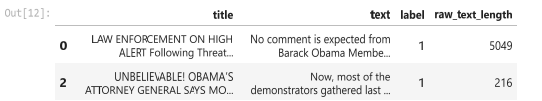 Out[12]:
title text label raw_text_length
0 LAW ENFORCEMENT ON HIGH ALERT Following Threat... No comment is expected from Barack Obama Membe... 1 5049
2 UNBELIEVABLE! OBAMA'S ATTORNEY GENERAL SAYS MO... Now, most of the demonstrators gathered last ... 1 216